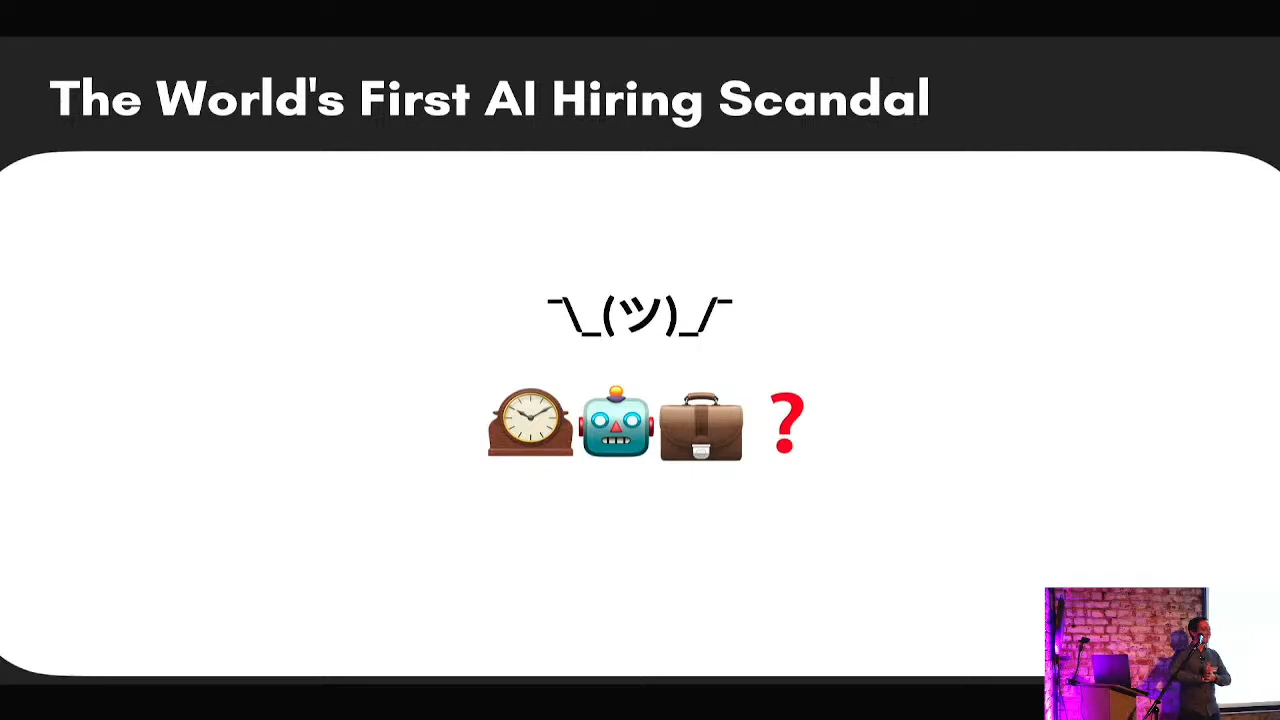 The World's First AI Hiring Scandal
¯\_(ツ)_/¯
🕰️🤖💼❓